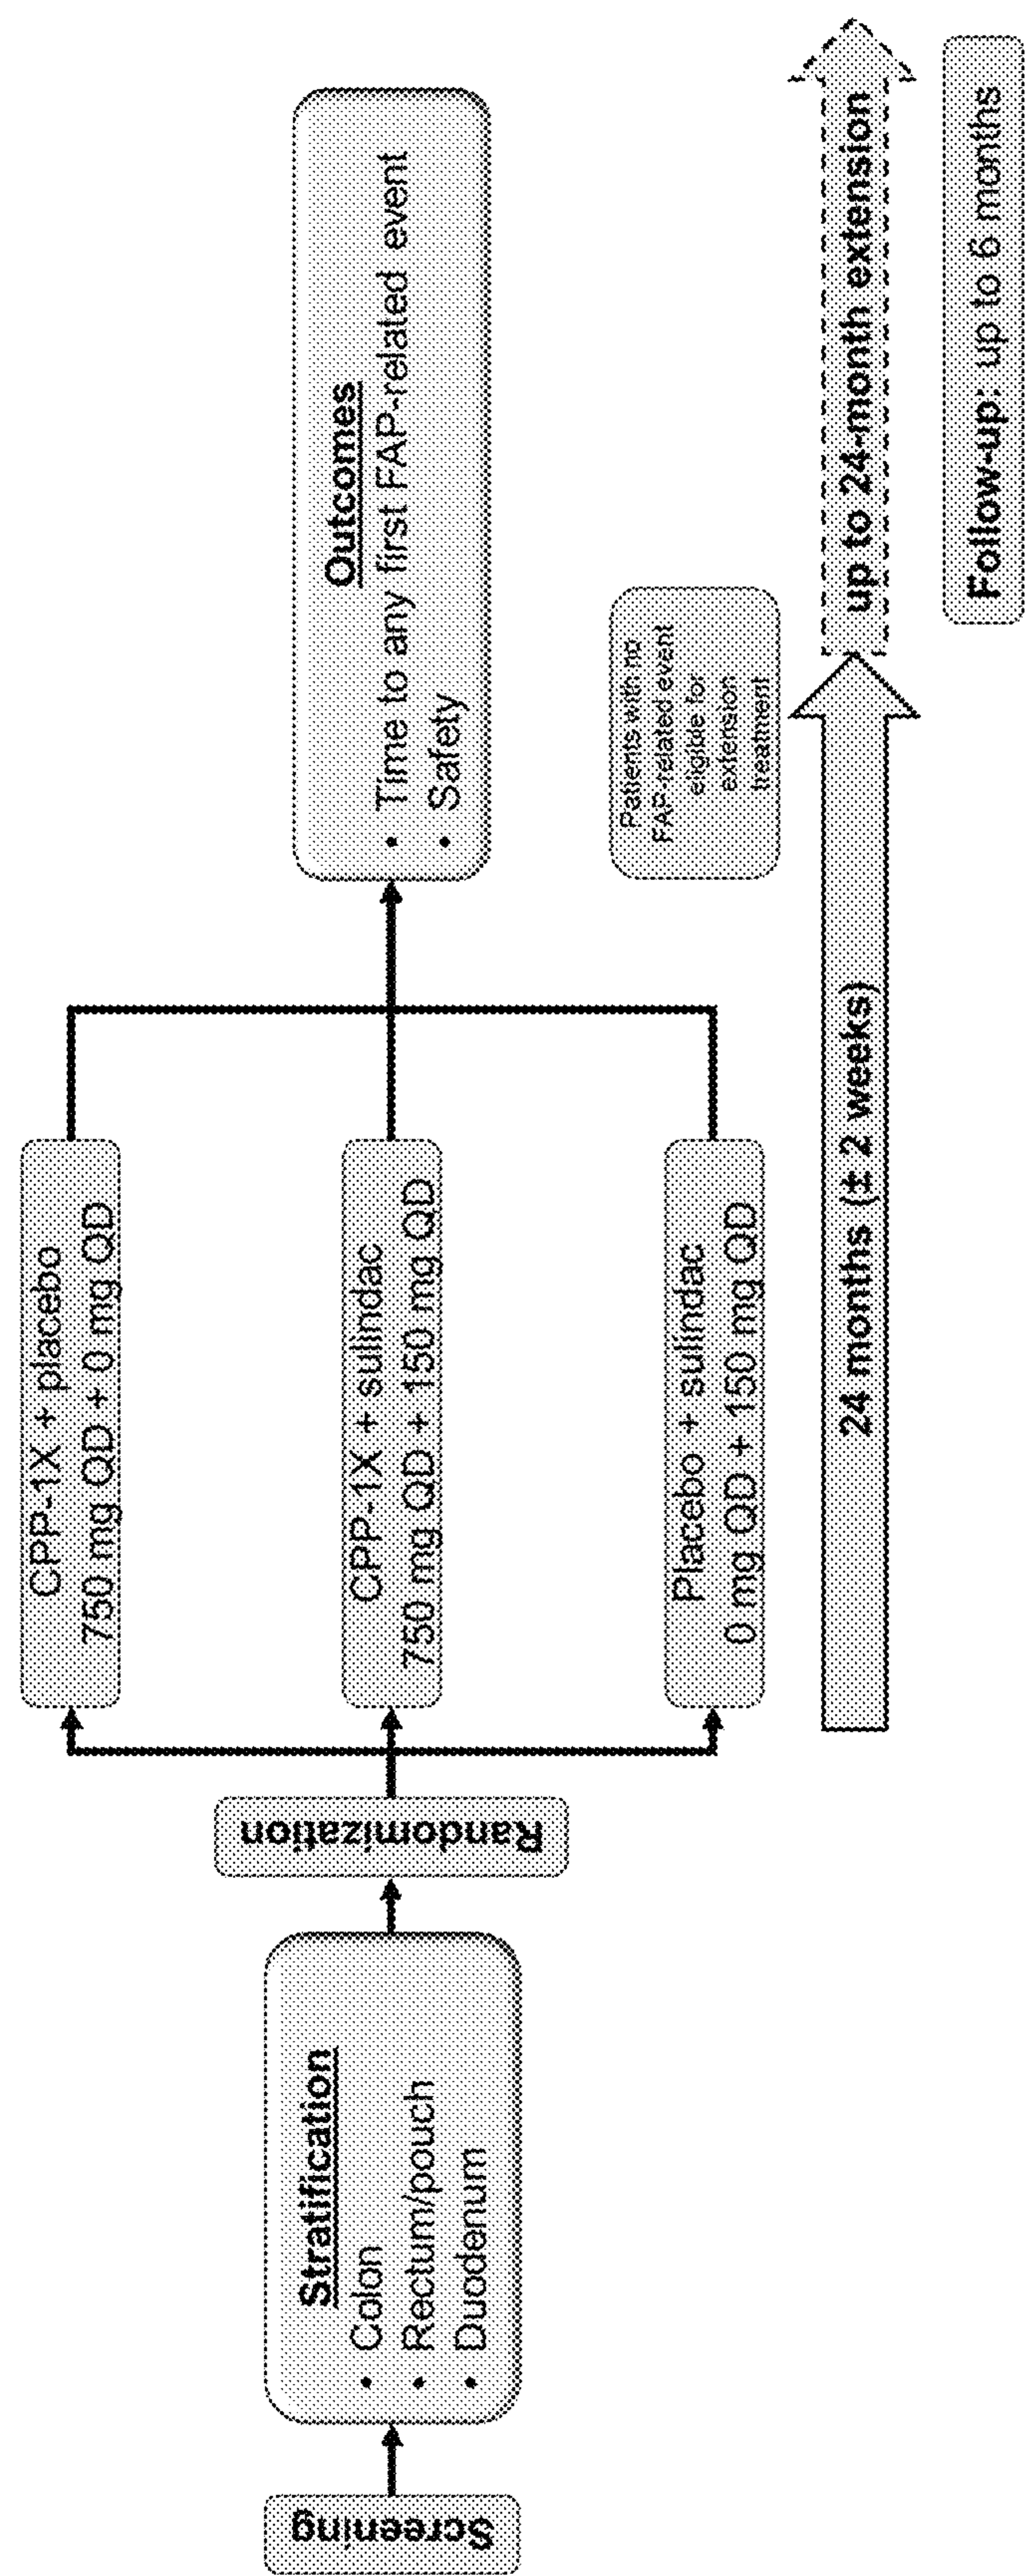 Screening
Stratification
• Colon
• Rectum/pouch
• Duodenum
Randomization
CPP-1X + placebo
750 mg QD + 0 mg QD
CPP-1X + sulindac
750 mg QD + 150 mg QD
Placebo + sulindac
0 mg QD + 150 mg QD
Outcomes
• Time to any first FAP-related event
• Safety
Patients with no
FAP-related event
eligible for
extension
treatment
24 months (± 2 weeks)
up to 24-month extension
Follow-up: up to 6 months